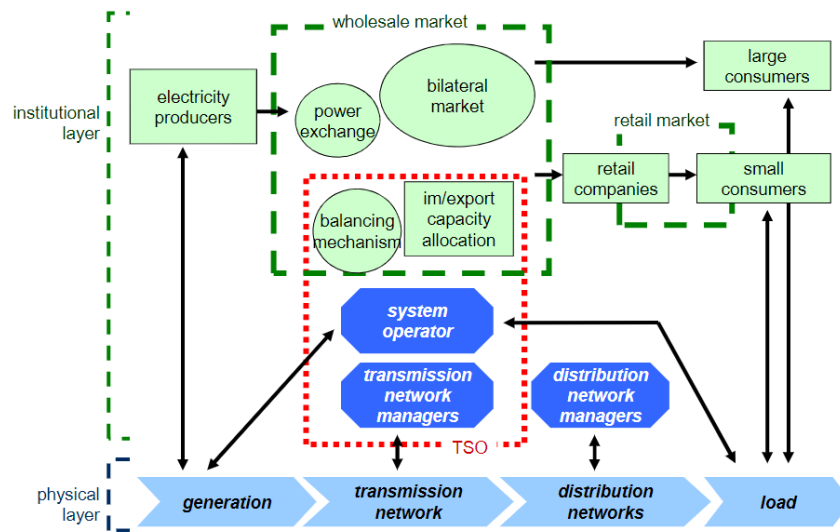 wholesale market
institutional
layer
electricity
producers
power
exchange
bilateral
market
large
consumers
retail market
retail
companies
small
consumers
balancing
mechanism
im/export
capacity
allocation
system
operator
transmission
network
managers
distribution
network
managers
TSO
physical
layer
generation
transmission
network
distribution
networks
load